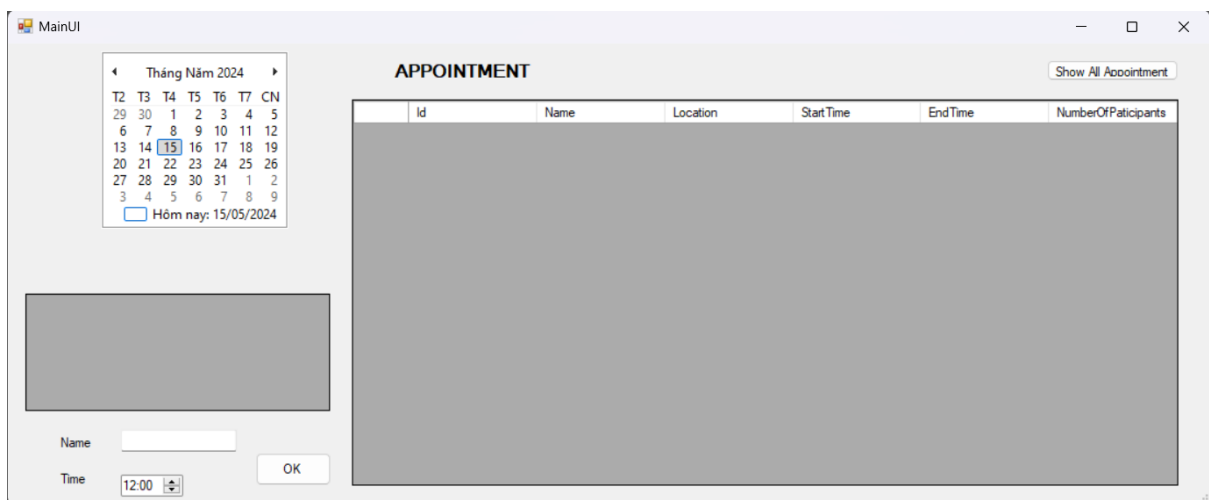 MainUI
Tháng Năm 2024
T2 T3 T4 T5 T6 T7 CN
29 30 1 2 3 4 5
6 7 8 9 10 11 12
13 14 15 16 17 18 19
20 21 22 23 24 25 26
27 28 29 30 31 1 2
3 4 5 6 7 8 9
Hôm nay: 15/05/2024
APPOINTMENT
Show All Appointment
Id Name Location StartTime EndTime NumberOfPaticipants
Name
Time 12:00
OK